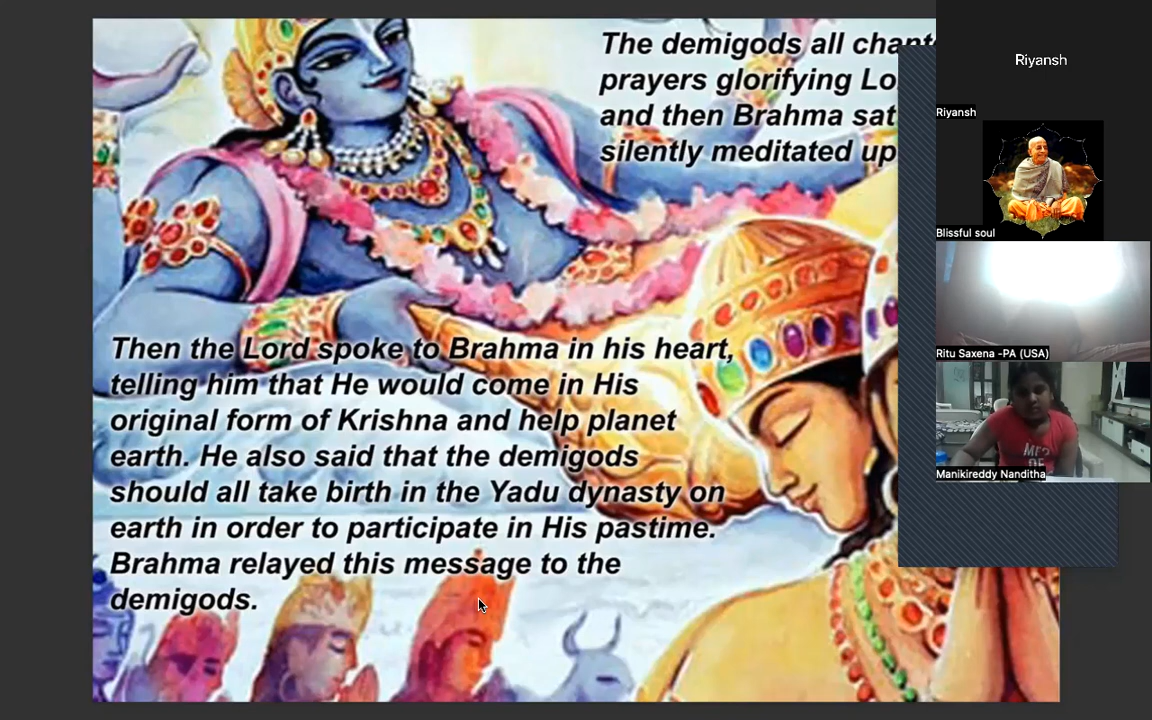 The demigods all chant
prayers glorifying
and then Brahma sat
silently meditated
Then the Lord spoke to Brahma in his heart,
telling him that He would come in His
original form of Krishna and help planet
earth. He also said that the demigods
should all take birth in the Yadu dynasty on
earth in order to participate in His pastime.
Brahma relayed this message to the
demigods.
Riyansh
Riyansh
Blissful soul
Ritu Saxena -PA (USA)
Manikireddy Nanditha